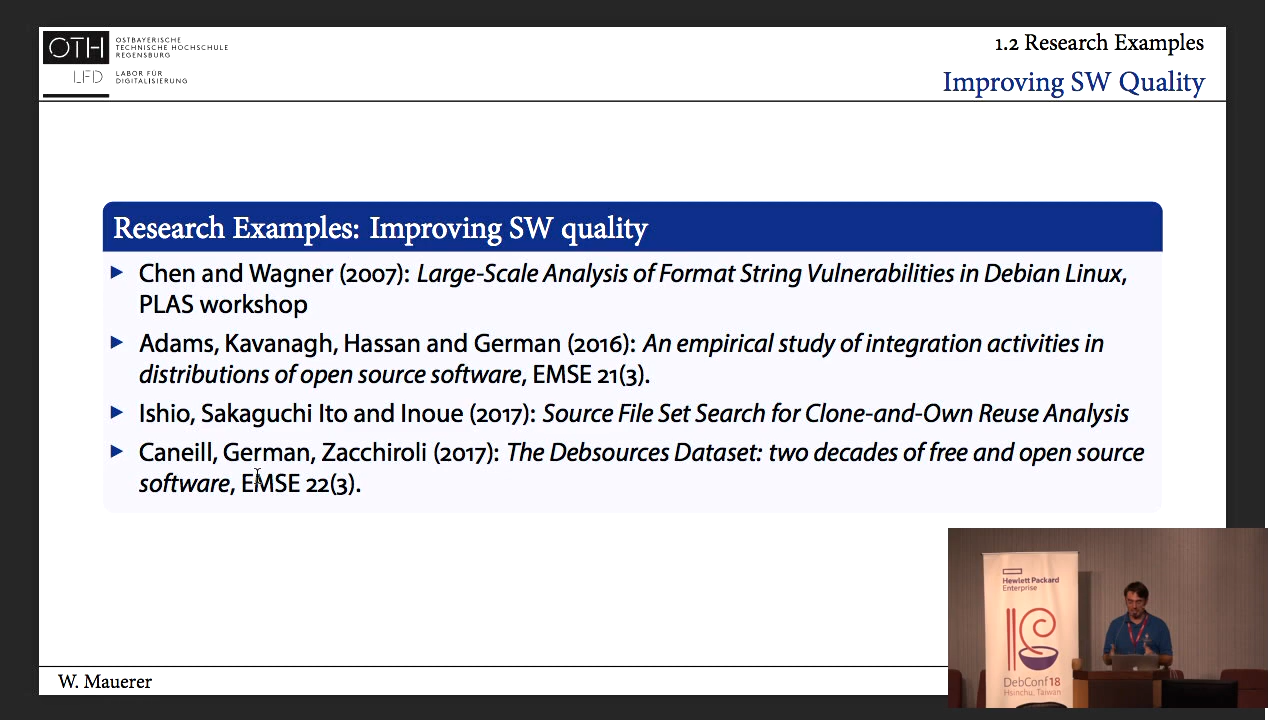 OTH
OSTBAYERISCHE
TECHNISCHE HOCHSCHULE
REGENSBURG
LFD
LABOR FÜR
DIGITALISIERUNG
1.2 Research Examples
Improving SW Quality
Research Examples: Improving SW quality
Chen and Wagner (2007): Large-Scale Analysis of Format String Vulnerabilities in Debian Linux,
PLAS workshop
Adams, Kavanagh, Hassan and German (2016): An empirical study of integration activities in
distributions of open source software, EMSE 21(3).
Ishio, Sakaguchi Ito and Inoue (2017): Source File Set Search for Clone-and-Own Reuse Analysis
Caneill, German, Zacchiroli (2017): The Debsources Dataset: two decades of free and open source
software, EMSE 22(3).
W. Mauerer
Hewlett Packard
Enterprise
DebConf18
Hsinchu, Taiwan